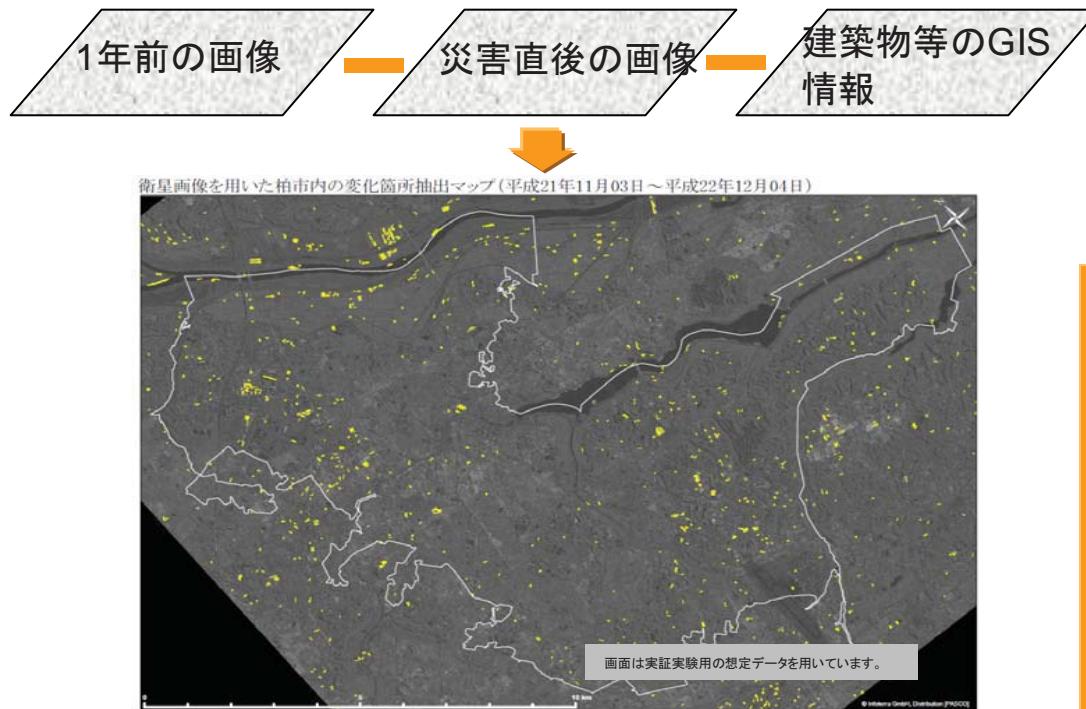 1年前の画像
災害直後の画像
建築物等のGIS
情報
衛星画像を用いた柏市内の変化箇所抽出マップ(平成21年11月03日～平成22年12月04日)
画面は実証実験用の想定データを用いています。
0 5 10 km
© Infoterra GmbH, Distribution [PASCO]